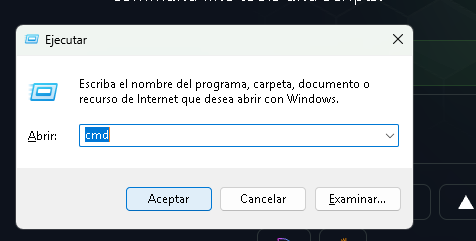 Ejecutar
Escriba el nombre del programa, carpeta, documento o
recurso de Internet que desea abrir con Windows.
Abrir:
cmd
Aceptar
Cancelar
Examinar...